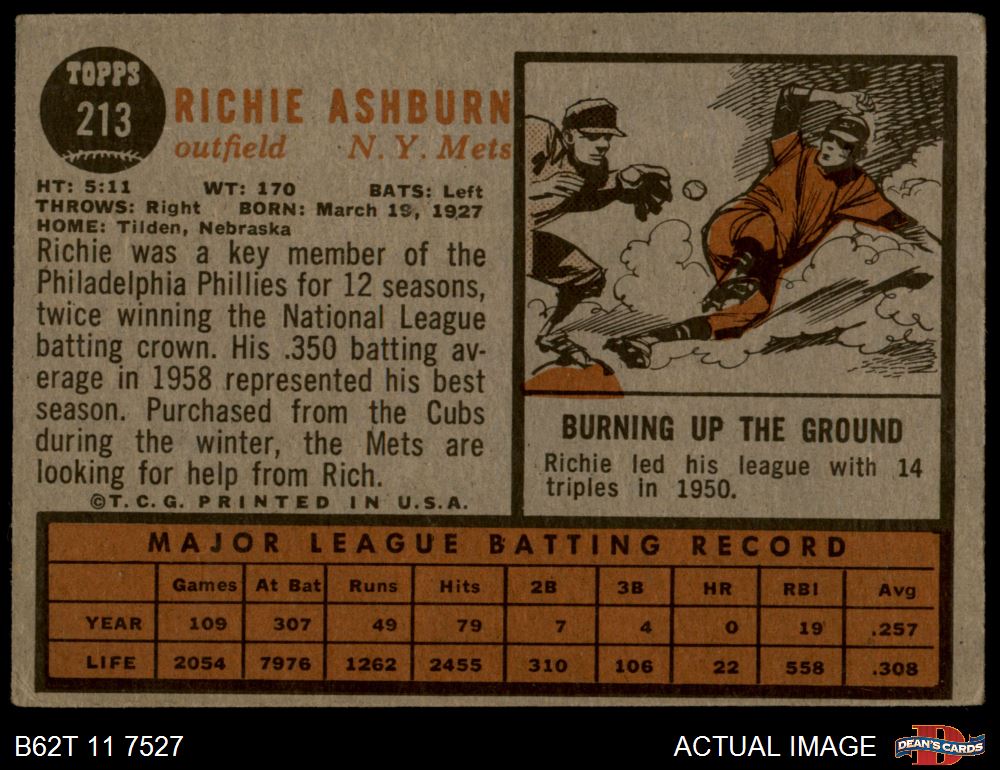 TOPPS
213
RICHIE ASHBURN
outfield N. Y. Mets
HT: 5:11 WT: 170 BATS: Left
THROWS: Right BORN: March 19, 1927
HOME: Tilden, Nebraska
Richie was a key member of the
Philadelphia Phillies for 12 seasons,
twice winning the National League
batting crown. His .350 batting av-
erage in 1958 represented his best
season. Purchased from the Cubs
during the winter, the Mets are
looking for help from Rich.
©T. C. G. PRINTED IN U.S.A.
BURNING UP THE GROUND
Richie led his league with 14
triples in 1950.
MAJOR LEAGUE BATTING RECORD
Games At Bat Runs Hits 2B 3B HR RBI Avg
YEAR 109 307 49 79 7 4 0 19 .257
LIFE 2054 7976 1262 2455 310 106 22 558 .308
B62T 11 7527
ACTUAL IMAGE
D
DEAN'S CARDS